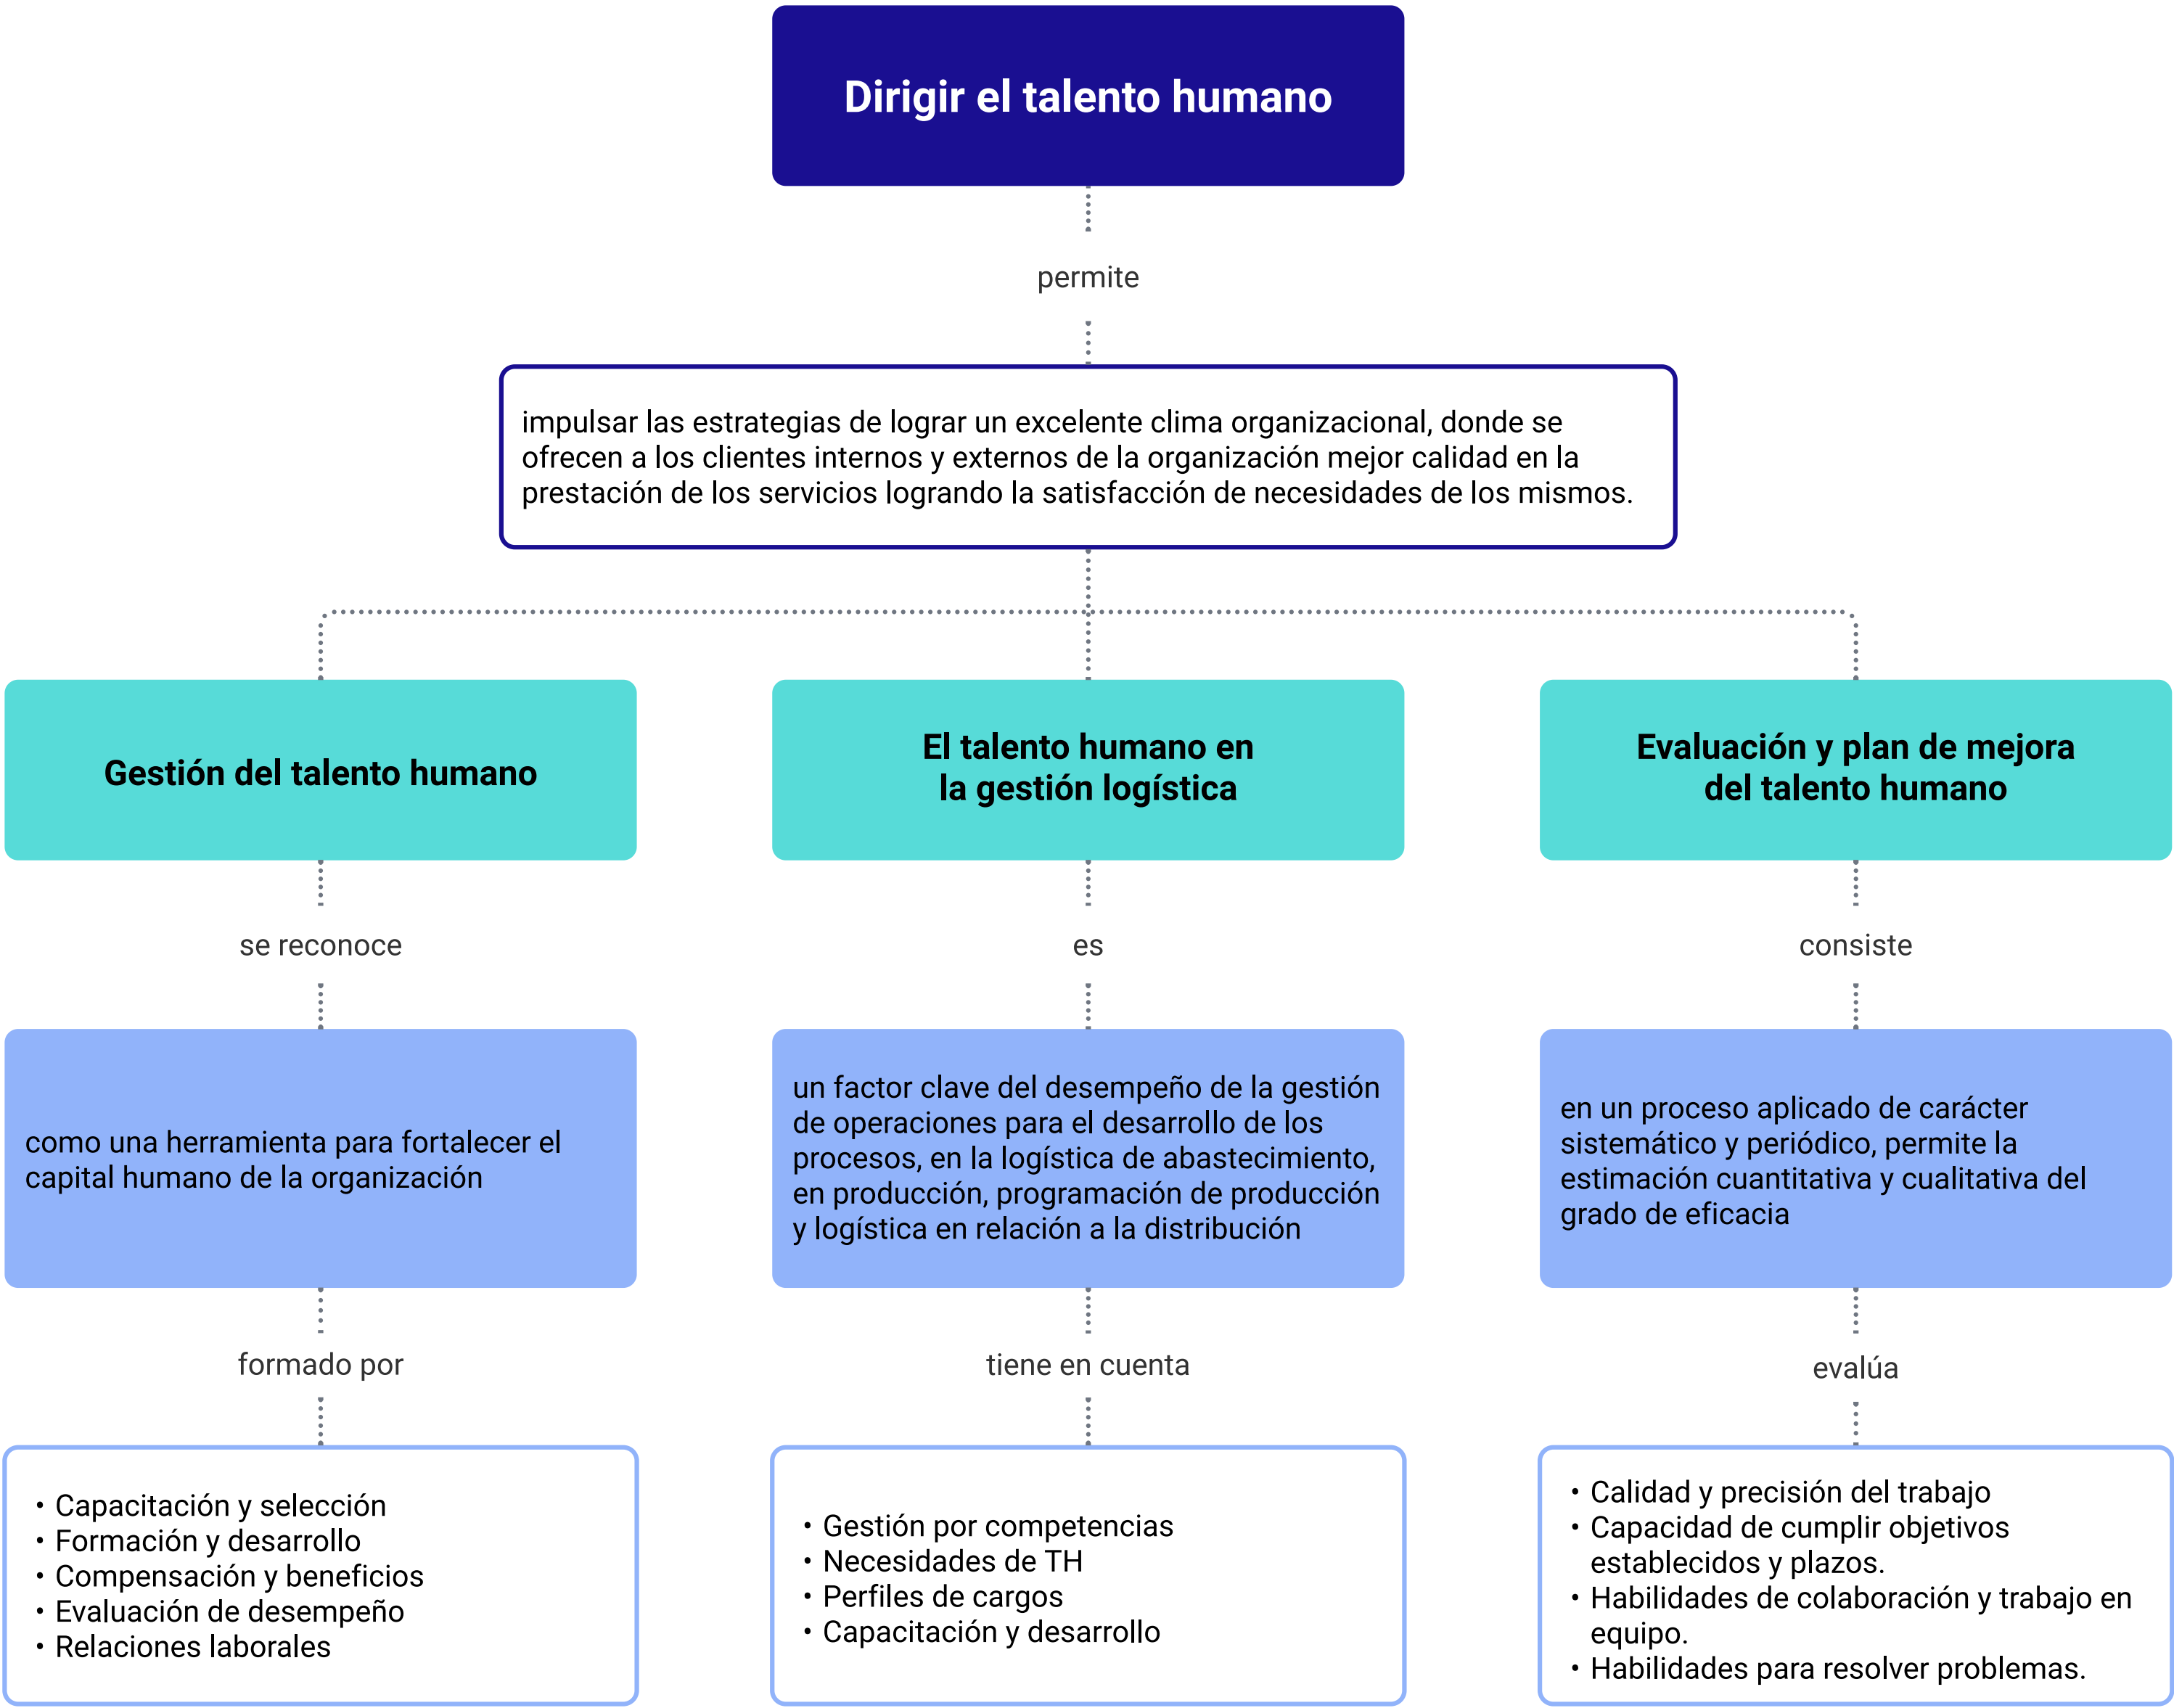 Dirigir el talento humano
permite
impulsar las estrategias de lograr un excelente clima organizacional, donde se
ofrecen a los clientes internos y externos de la organización mejor calidad en la
prestación de los servicios logrando la satisfacción de necesidades de los mismos.
Gestión del talento humano
se reconoce
como una herramienta para fortalecer el
capital humano de la organización
formado por
• Capacitación y selección
• Formación y desarrollo
• Compensación y beneficios
• Evaluación de desempeño
• Relaciones laborales
El talento humano en
la gestión logística
es
un factor clave del desempeño de la gestión
de operaciones para el desarrollo de los
procesos, en la logística de abastecimiento,
en producción, programación de producción
y logística en relación a la distribución
tiene en cuenta
• Gestión por competencias
• Necesidades de TH
• Perfiles de cargos
• Capacitación y desarrollo
Evaluación y plan de mejora
del talento humano
consiste
en un proceso aplicado de carácter
sistemático y periódico, permite la
estimación cuantitativa y cualitativa del
grado de eficacia
evalúa
• Calidad y precisión del trabajo
• Capacidad de cumplir objetivos
establecidos y plazos.
• Habilidades de colaboración y trabajo en
equipo.
• Habilidades para resolver problemas.